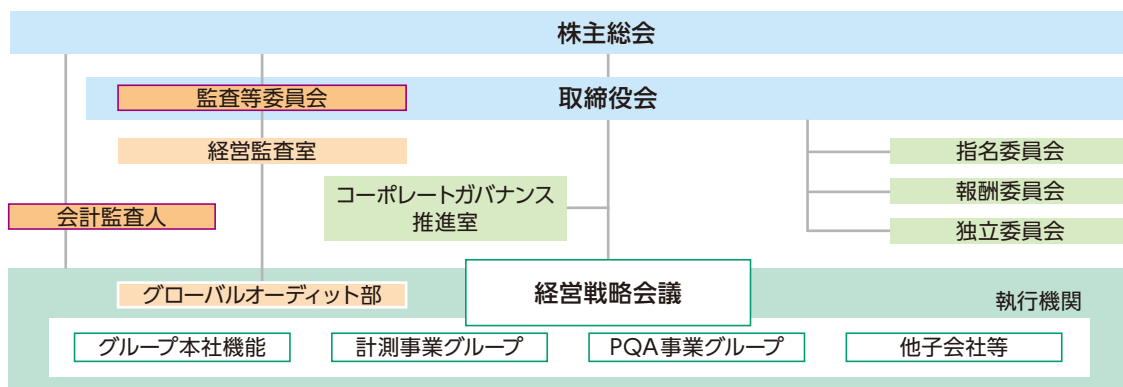 株主総会
監査等委員会
取締役会
経営監査室
指名委員会
コーポレートガバナンス
推進室
報酬委員会
会計監査人
独立委員会
グローバルオーディット部
経営戦略会議
執行機関
グループ本社機能
計測事業グループ
PQA事業グループ
他子会社等